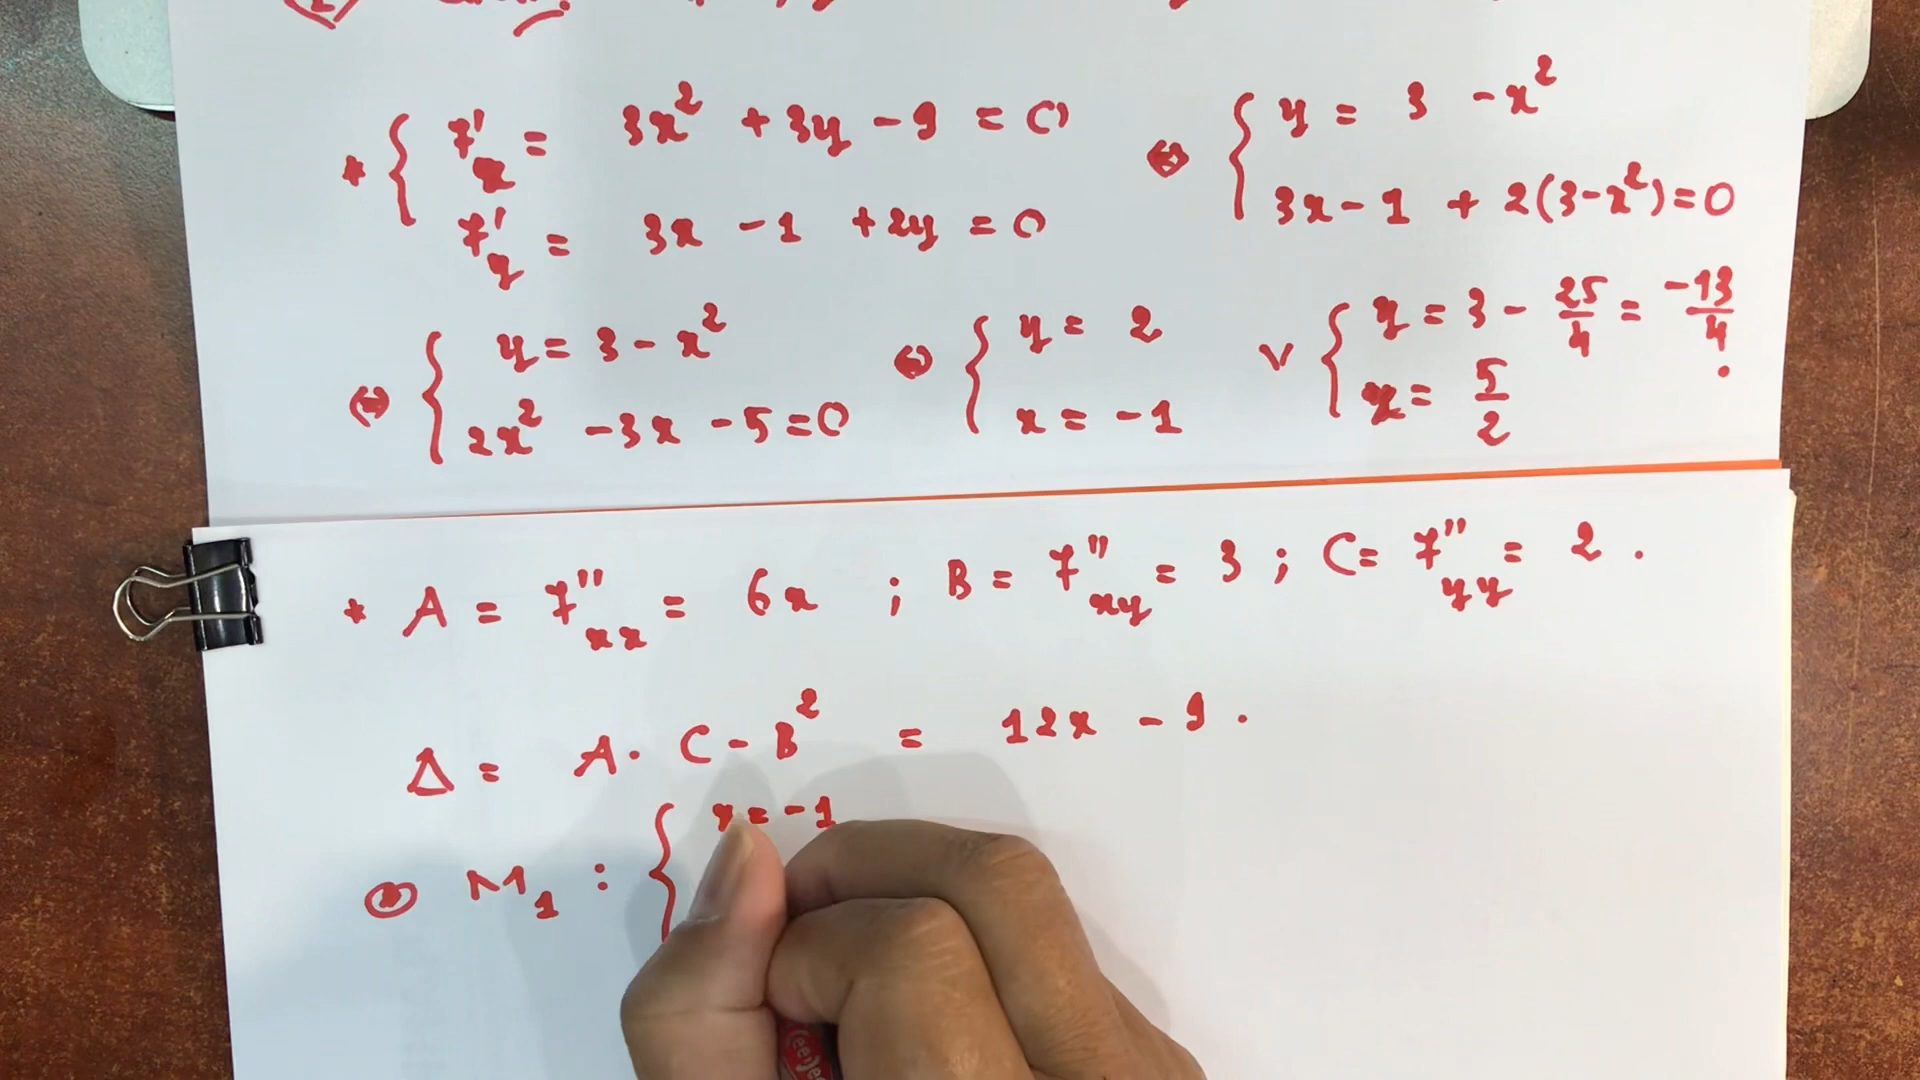 * { f'x = 3x² + 3y - 9 = 0
f'y = 3x - 1 + 2y = 0
⇔ { y = 3 - x²
3x - 1 + 2(3 - x²) = 0
⇔ { y = 3 - x²
2x² - 3x - 5 = 0
⇔ { y = 2
x = -1
∨ { y = 3 - 25/4 = -13/4
x = 5/2 .
* A = f''xx = 6x ; B = f''xy = 3 ; C = f''yy = 2 .
Δ = A . C - B² = 12x - 9 .
M₁ : { x = -1